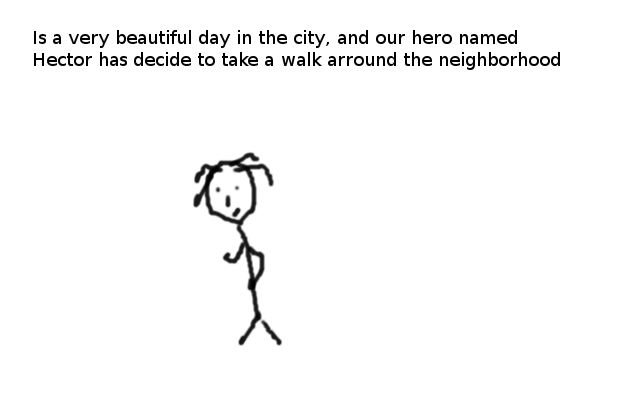 Is a very beautiful day in the city, and our hero named
Hector has decide to take a walk arround the neighborhood